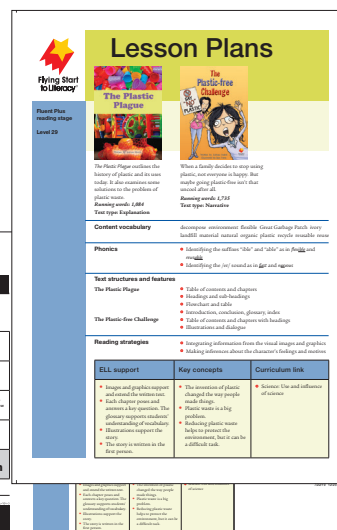 Lesson Plans
Flying Start
to Literacy
Fluent Plus
reading stage
Level 25
The Plastic
Plague
The
Plastic-free
Challenge
The Plastic Plague outlines the
history of plastic and its uses
today. It also examines some
solutions to the problem of
plastic waste.
Running words: 1,084
Text type: Explanation
When a family decides to stop using
plastic, not everyone is happy. But
maybe going plastic-free isn't that
uncool after all.
Running words: 1,735
Text type: Narrative
Content vocabulary
decompose environment flexible Great Garbage Patch ivory
landfill material natural organic plastic recycle reusable reuse
Phonics
Identifying the suffixes "ible" and "able" as in flexible and
reusable
Text structures and features
The Plastic Plague
Table of contents and chapters
Headings and sub-headings
Flowchart and table
Introduction, conclusion, glossary, index
The Plastic-free Challenge
Table of contents and chapters with headings
Illustrations and dialogue
Reading strategies
Integrating information from the visual images and graphics
Making inferences about the character's feelings and motives
ELL support
Images and graphics support
and extend the written text.
Each chapter poses and
answers a key question. The
glossary supports students'
understanding of vocabulary.
Illustrations support the
story.
The story is written in the
first person.
Key concepts
The invention of plastic
changed the way people
made things.
Plastic waste is a big
problem.
Reducing plastic waste
helps to protect the
environment, but it can be
a difficult task.
Curriculum link
Science: Use and influence
of science